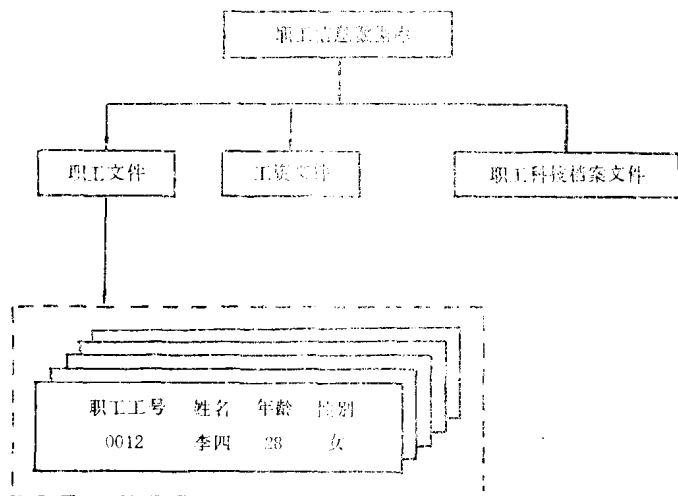 职工信息数据库
职工文件 工资文件 职工科技档案文件
职工工号 姓名 年龄 性别
0012 李四 28 女